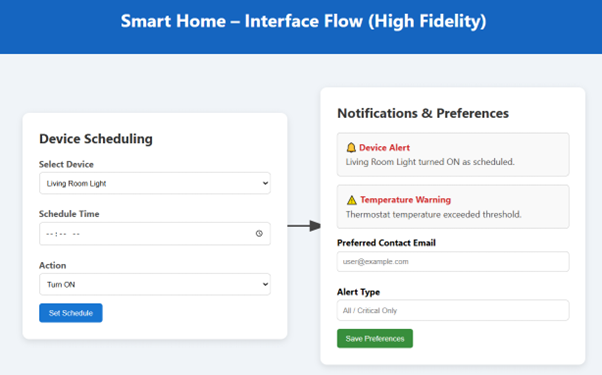 Smart Home – Interface Flow (High Fidelity)
Device Scheduling
Select Device
Living Room Light
Schedule Time
--:-- --
Action
Turn ON
Set Schedule
Notifications & Preferences
Device Alert
Living Room Light turned ON as scheduled.
Temperature Warning
Thermostat temperature exceeded threshold.
Preferred Contact Email
user@example.com
Alert Type
All / Critical Only
Save Preferences